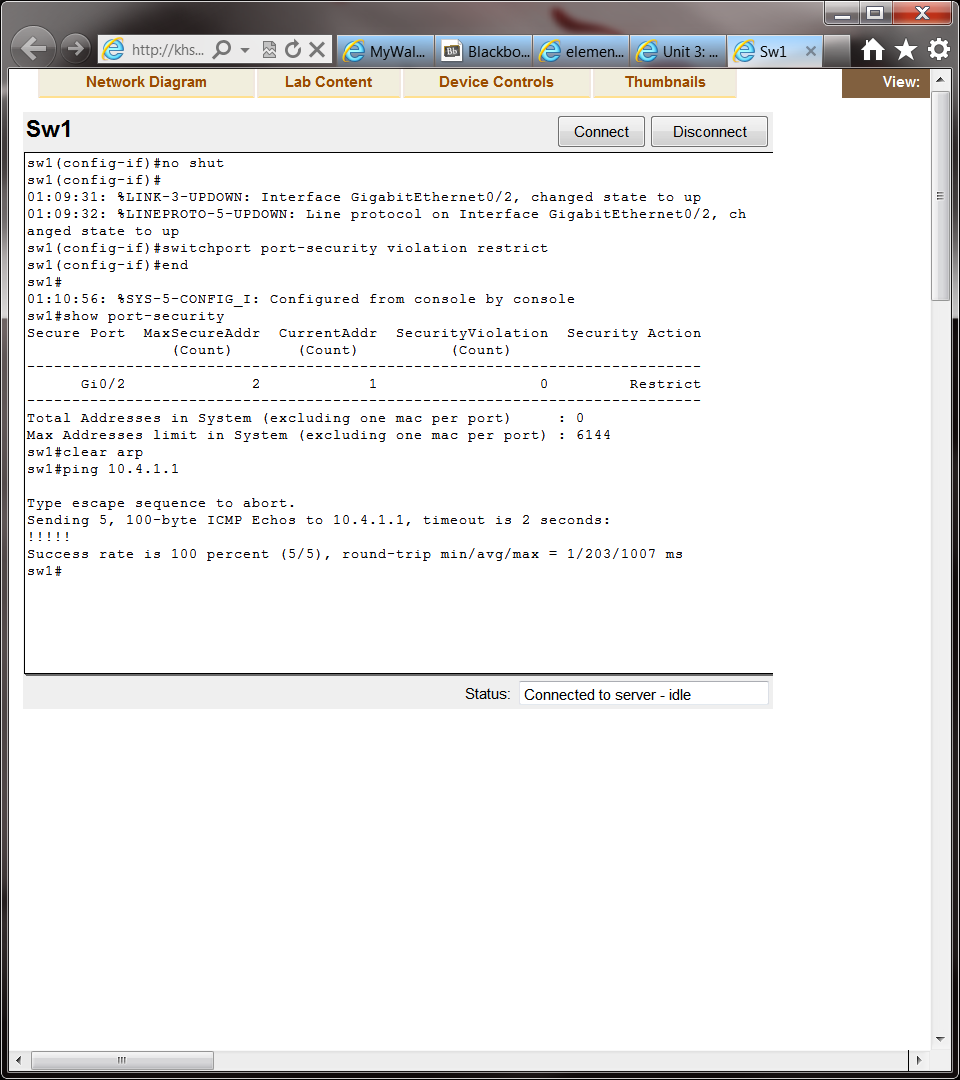 http://khs...
MyWal...
Bb Blackbo...
elemen...
Unit 3: ...
Sw1
Network Diagram
Lab Content
Device Controls
Thumbnails
View:
Sw1
Connect
Disconnect
sw1(config-if)#no shut
sw1(config-if)#
01:09:31: %LINK-3-UPDOWN: Interface GigabitEthernet0/2, changed state to up
01:09:32: %LINEPROTO-5-UPDOWN: Line protocol on Interface GigabitEthernet0/2, ch
anged state to up
sw1(config-if)#switchport port-security violation restrict
sw1(config-if)#end
sw1#
01:10:56: %SYS-5-CONFIG_I: Configured from console by console
sw1#show port-security
Secure Port  MaxSecureAddr  CurrentAddr  SecurityViolation  Security Action
                (Count)       (Count)          (Count)
---------------------------------------------------------------------------
      Gi0/2              2            1                  0         Restrict
---------------------------------------------------------------------------
Total Addresses in System (excluding one mac per port)     : 0
Max Addresses limit in System (excluding one mac per port) : 6144
sw1#clear arp
sw1#ping 10.4.1.1
Type escape sequence to abort.
Sending 5, 100-byte ICMP Echos to 10.4.1.1, timeout is 2 seconds:
!!!!!
Success rate is 100 percent (5/5), round-trip min/avg/max = 1/203/1007 ms
sw1#
Status: Connected to server - idle